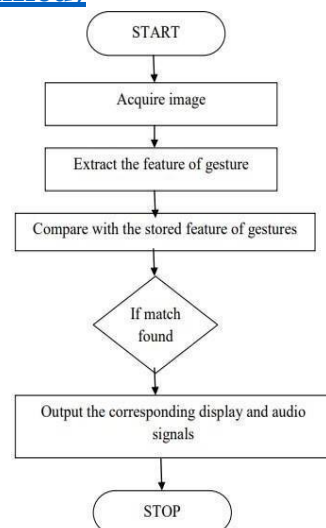 START
Acquire image
Extract the feature of gesture
Compare with the stored feature of gestures
If match
found
Output the corresponding display and audio
signals
STOP